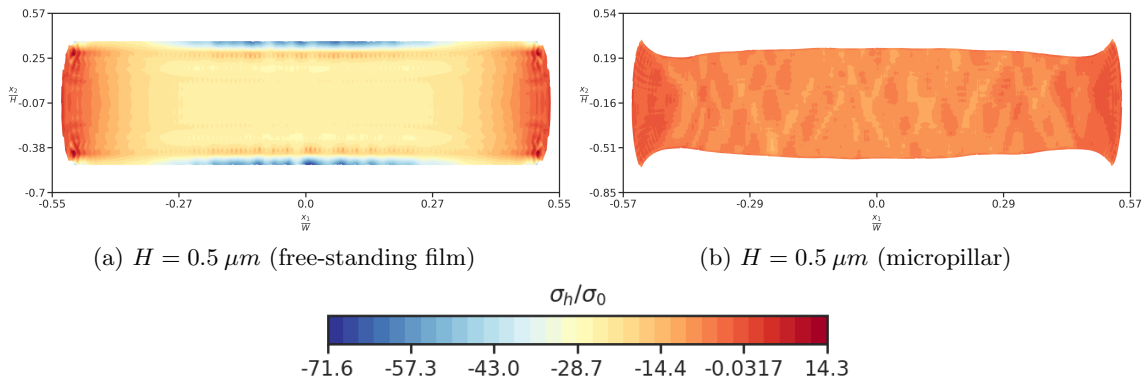 0.57
0.25
x₂/H
-0.07
-0.38
-0.7
-0.55
-0.27
0.0
0.27
0.55
x₁/W
(a) H = 0.5 μm (free-standing film)
0.54
0.19
x₂/H
-0.16
-0.51
-0.85
-0.57
-0.29
0.0
0.29
0.57
x₁/W
(b) H = 0.5 μm (micropillar)
σₕ/σ₀
-71.6 -57.3 -43.0 -28.7 -14.4 -0.0317 14.3